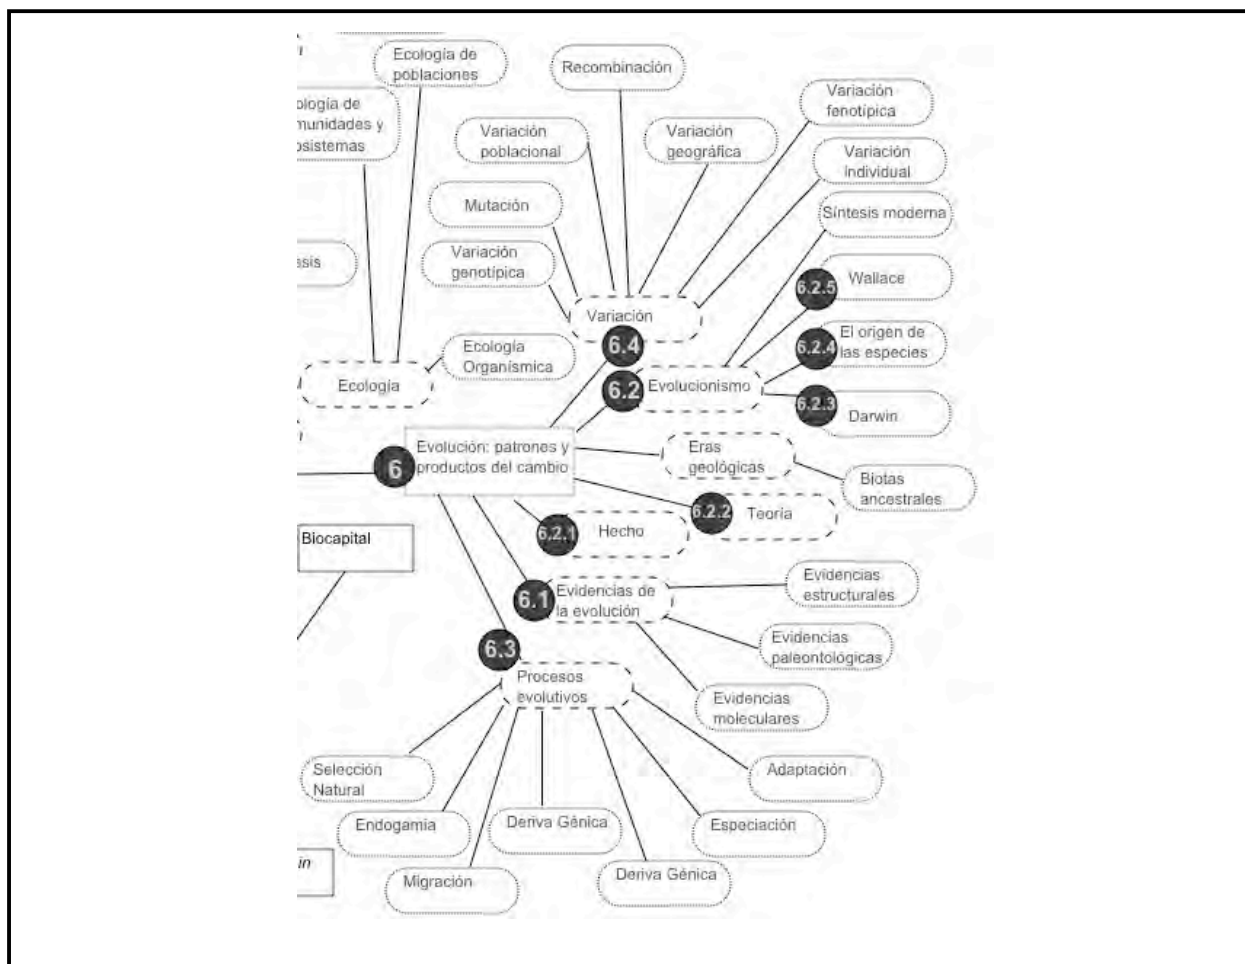 Ecología de
poblaciones
Recombinación
Variación
fenotípica
ología de
munidades y
osistemas
Variación
poblacional
Variación
geográfica
Variación
Individual
Mutación
Síntesis moderna
Variación
genotípica
esis
6.2.5
Wallace
Variación
6.4
El origen de
las especies
6.2.4
Ecología
Organísmica
Ecología
6.2
Evolucionismo
6.2.3
Darwin
6
Evolución: patrones y
productos del cambio
Eras
geológicas
Biotas
ancestrales
6.2.2
Teoría
6.2.1
Hecho
Biocapital
6.1
Evidencias de
la evolución
Evidencias
estructurales
6.3
Evidencias
paleontológicas
Procesos
evolutivos
Evidencias
moleculares
Selección
Natural
Adaptación
Endogamia
Deriva Génica
Especiación
in
Migración
Deriva Génica